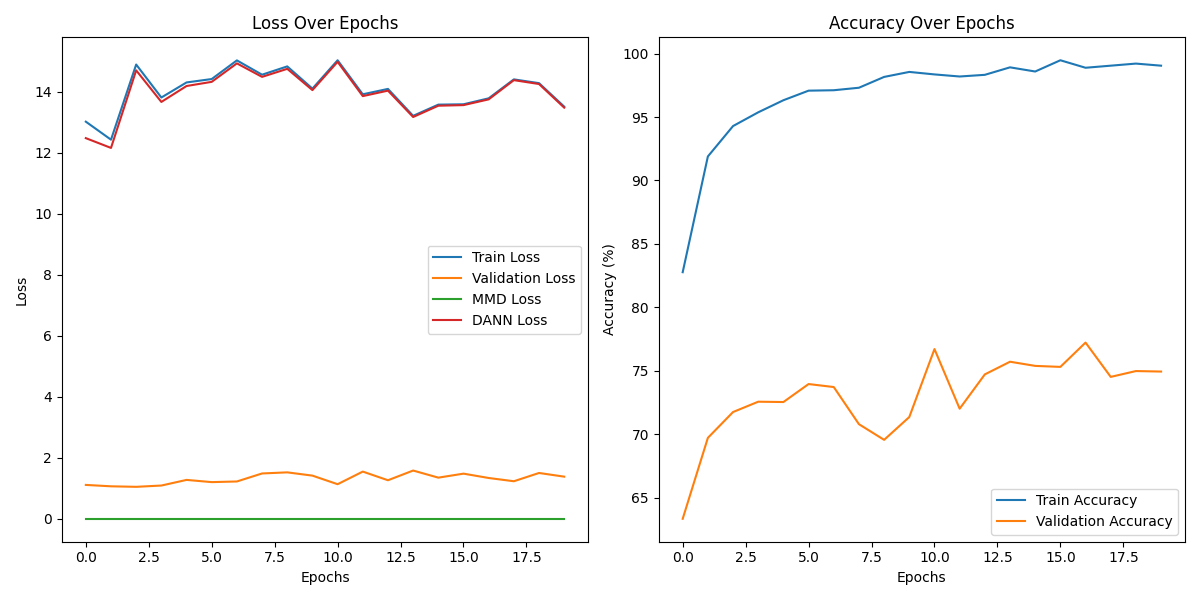 Loss Over Epochs
14
12
10
8
6
4
2
0
Loss
Train Loss
Validation Loss
MMD Loss
DANN Loss
0.0 2.5 5.0 7.5 10.0 12.5 15.0 17.5
Epochs
Accuracy Over Epochs
100
95
90
85
80
75
70
65
Accuracy (%)
Train Accuracy
Validation Accuracy
0.0 2.5 5.0 7.5 10.0 12.5 15.0 17.5
Epochs